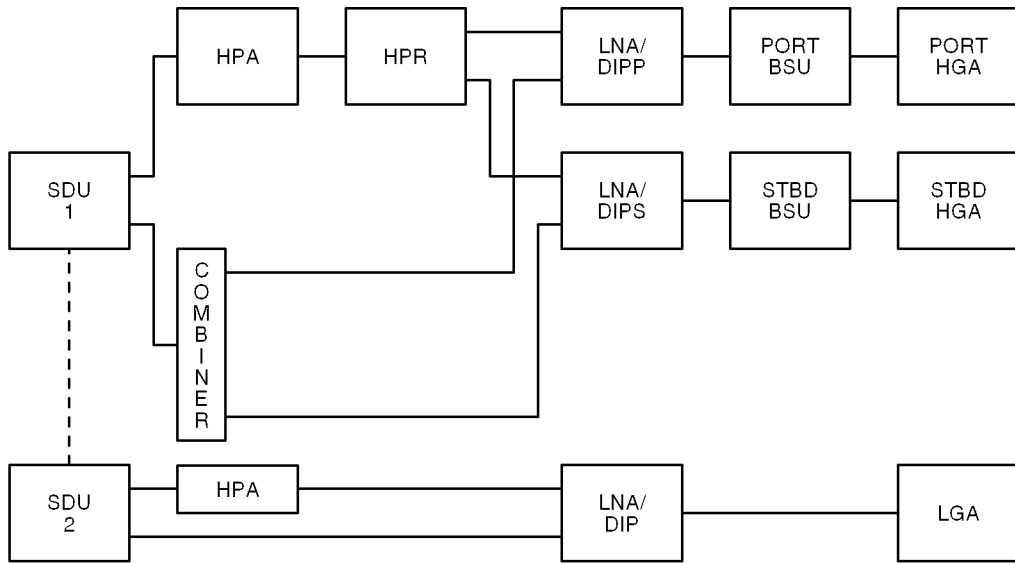 HPA
HPR
LNA/
DIPP
PORT
BSU
PORT
HGA
SDU
1
LNA/
DIPS
STBD
BSU
STBD
HGA
COMBINER
SDU
2
HPA
LNA/
DIP
LGA